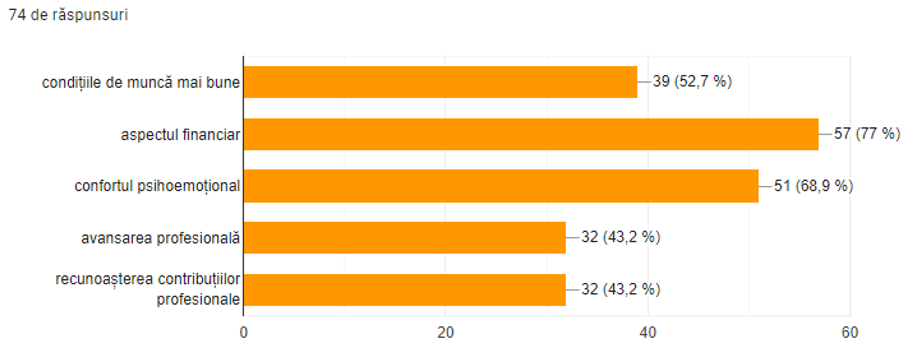 74 de răspunsuri
condițiile de muncă mai bune
39 (52,7 %)
aspectul financiar
57 (77 %)
confortul psihoemoțional
51 (68,9 %)
avansarea profesională
32 (43,2 %)
recunoașterea contribuțiilor
profesionale
32 (43,2 %)
0
20
40
60